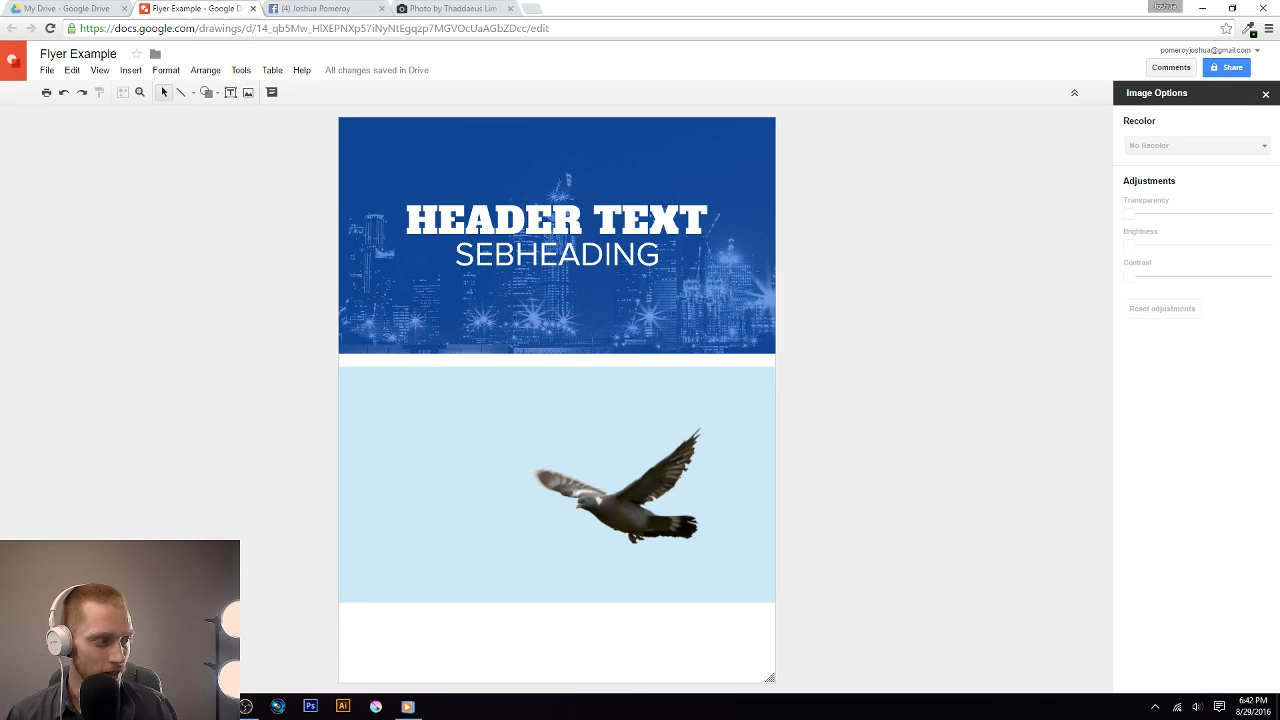 My Drive - Google Drive
Flyer Example - Google D
(4) Joshua Pomeroy
Photo by Thaddaeus Lim |
Joshua
https://docs.google.com/drawings/d/14_qb5Mw_HlXEPNXp57iNyNtEgqzp7MGVOcUaAGbZDcc/edit
Flyer Example
pomeroyjoshua@gmail.com
File Edit View Insert Format Arrange Tools Table Help All changes saved in Drive
Comments
Share
Image Options
Recolor
No Recolor
Adjustments
Transparency
Brightness
Contrast
Reset adjustments
HEADER TEXT
SEBHEADING
Ps
Ai
6:42 PM
8/29/2016